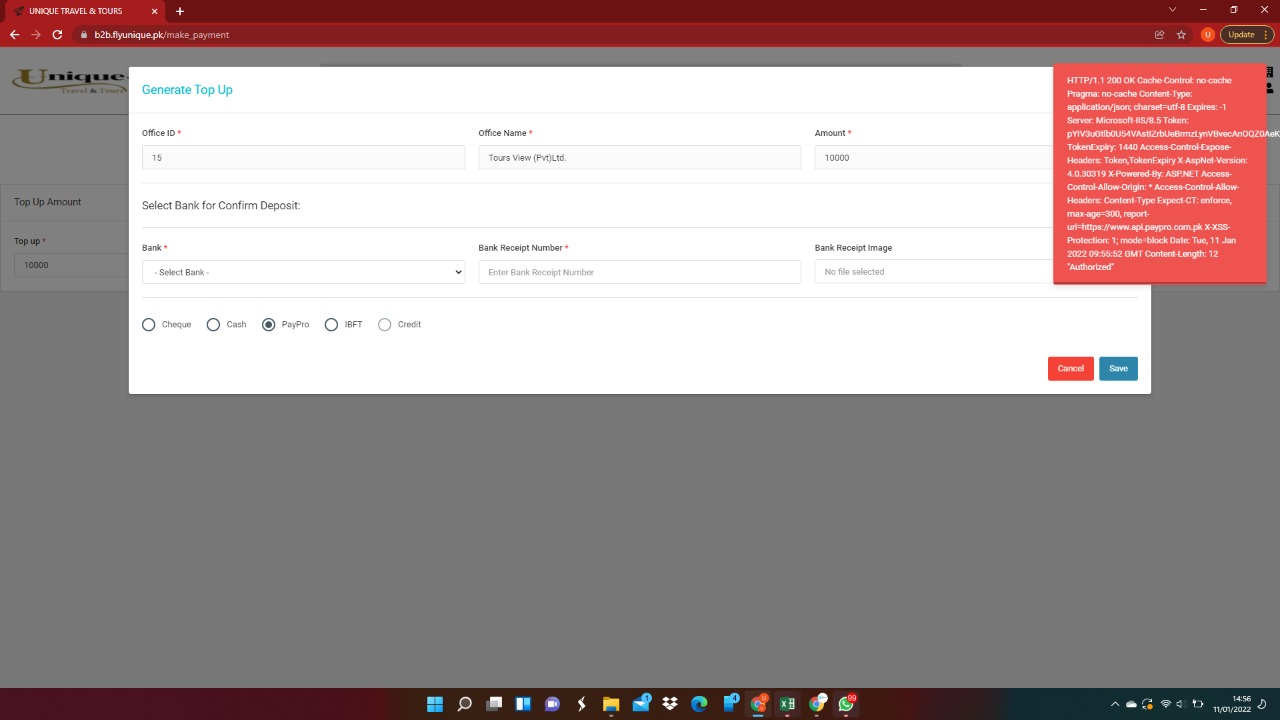 UNIQUE TRAVEL & TOURS
b2b.flyunique.pk/make_payment
U
Update
Unique
Travel & Tours
Generate Top Up
Office ID *
Office Name *
Amount *
15
Tours View (Pvt)Ltd.
10000
Top Up Amount
Select Bank for Confirm Deposit:
Top up *
10000
Bank *
Bank Receipt Number *
Bank Receipt Image
- Select Bank -
Enter Bank Receipt Number
No file selected
Cheque
Cash
PayPro
IBFT
Credit
Cancel
Save
HTTP/1.1 200 OK Cache-Control: no-cache
Pragma: no-cache Content-Type:
application/json; charset=utf-8 Expires: -1
Server: Microsoft-IIS/8.5 Token:
TokenExpiry: 1440 Access-Control-Expose-
Headers: Token,TokenExpiry X-AspNet-Version:
4.0.30319 X-Powered-By: ASP.NET Access-
Control-Allow-Origin: * Access-Control-Allow-
Headers: Content-Type Expect-CT: enforce,
max-age=300, report-
uri=https://www.api.paypro.com.pk X-XSS-
Protection: 1; mode=block Date: Tue, 11 Jan
2022 09:55:52 GMT Content-Length: 12
"Authorized"
1
4
99
14:56
11/01/2022